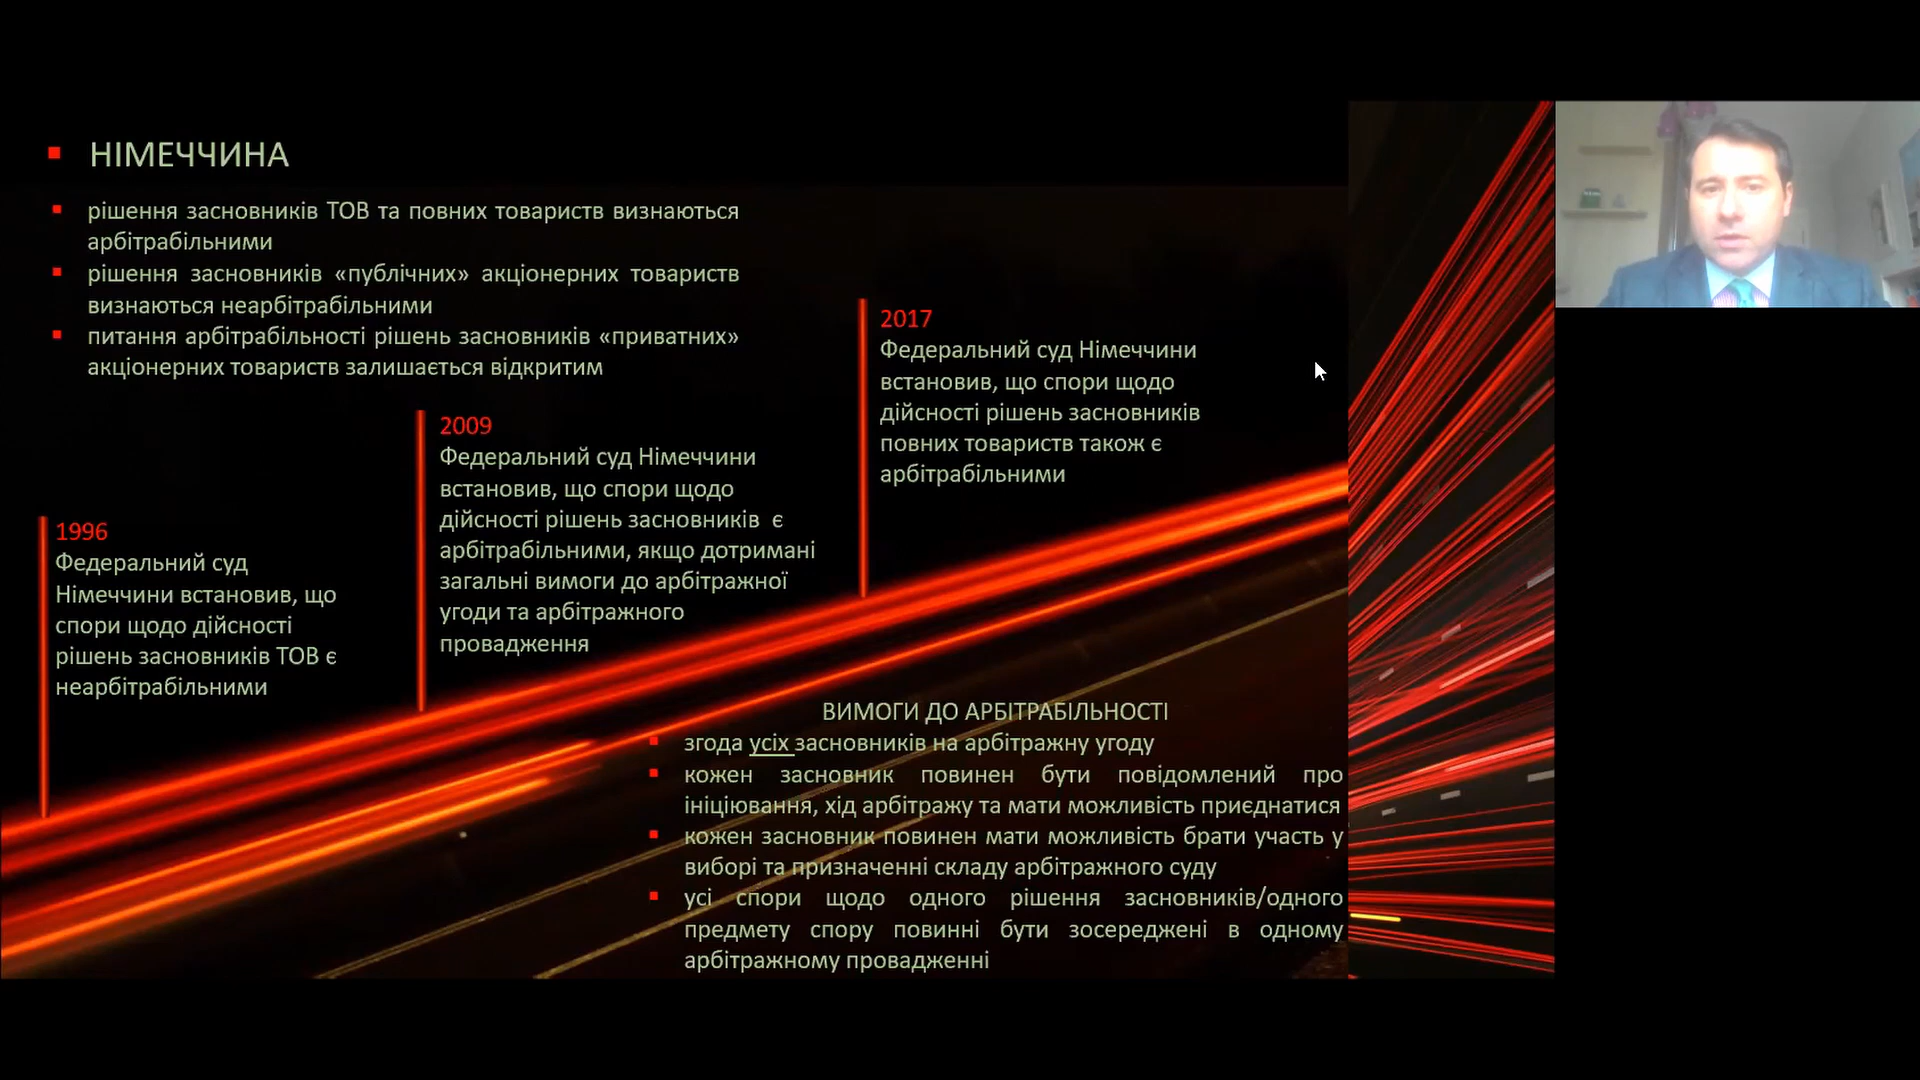 НІМЕЧЧИНА
рішення засновників ТОВ та повних товариств визнаються
арбітрабільними
рішення засновників «публічних» акціонерних товариств
визнаються неарбітрабільними
питання арбітрабільності рішень засновників «приватних»
акціонерних товариств залишається відкритим
1996
Федеральний суд
Німеччини встановив, що
спори щодо дійсності
рішень засновників ТОВ є
неарбітрабільними
2009
Федеральний суд Німеччини
встановив, що спори щодо
дійсності рішень засновників є
арбітрабільними, якщо дотримані
загальні вимоги до арбітражної
угоди та арбітражного
провадження
2017
Федеральний суд Німеччини
встановив, що спори щодо
дійсності рішень засновників
повних товариств також є
арбітрабільними
ВИМОГИ ДО АРБІТРАБІЛЬНОСТІ
згода усіх засновників на арбітражну угоду
кожен засновник повинен бути повідомлений про
ініціювання, хід арбітражу та мати можливість приєднатися
кожен засновник повинен мати можливість брати участь у
виборі та призначенні складу арбітражного суду
усі спори щодо одного рішення засновників/одного
предмету спору повинні бути зосереджені в одному
арбітражному провадженні